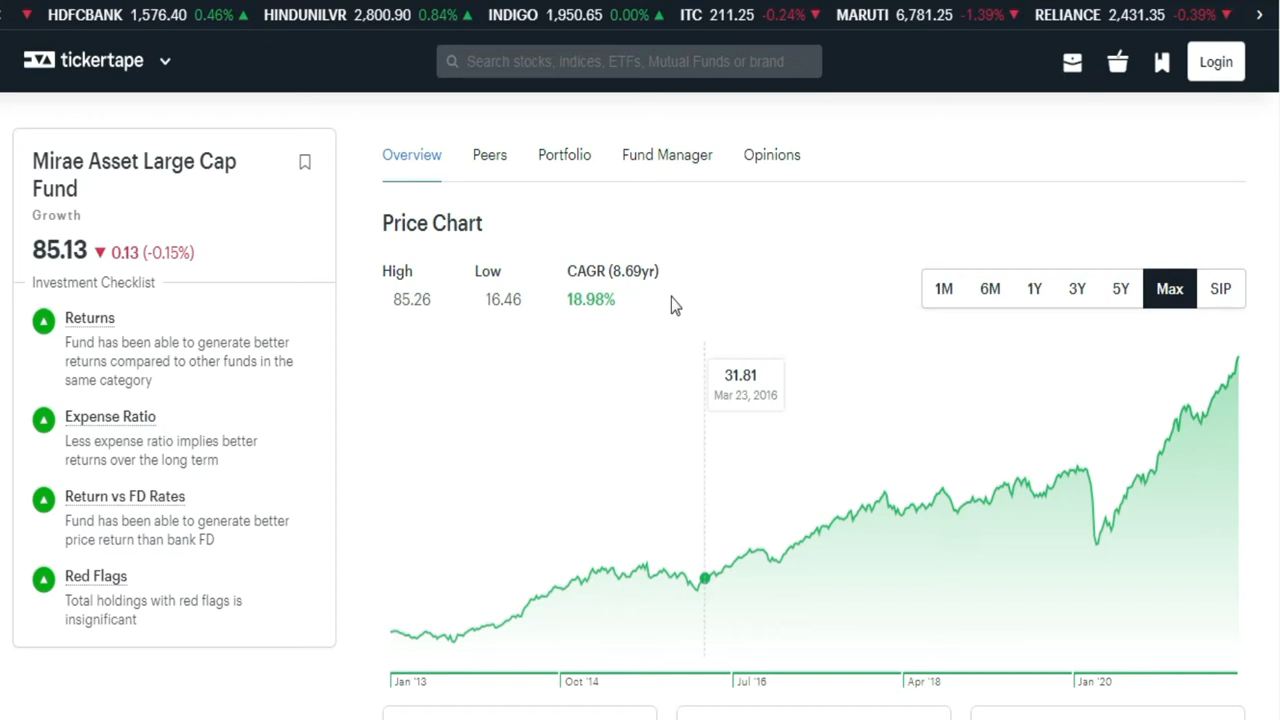 HDFCBANK 1,576.40 0.46% ▲ HINDUNILVR 2,800.90 0.84% ▲ INDIGO 1,950.65 0.00% ▲ ITC 211.25 -0.24% ▼ MARUTI 6,781.25 -1.39% ▼ RELIANCE 2,431.35 -0.39% ▼
tickertape
Search stocks, indices, ETFs, Mutual Funds or brand
Login
Mirae Asset Large Cap
Fund
Growth
85.13 ▼ 0.13 (-0.15%)
Investment Checklist
Returns
Fund has been able to generate better
returns compared to other funds in the
same category
Expense Ratio
Less expense ratio implies better
returns over the long term
Return vs FD Rates
Fund has been able to generate better
price return than bank FD
Red Flags
Total holdings with red flags is
insignificant
Overview Peers Portfolio Fund Manager Opinions
Price Chart
High Low CAGR (8.69yr)
85.26 16.46 18.98%
1M 6M 1Y 3Y 5Y Max SIP
31.81
Mar 23, 2016
Jan '13 Oct '14 Jul '16 Apr '18 Jan '20